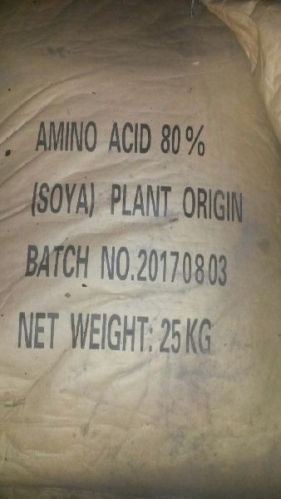 AMINO ACID 80%
(SOYA) PLANT ORIGIN
BATCH NO.20170803
NET WEIGHT: 25KG